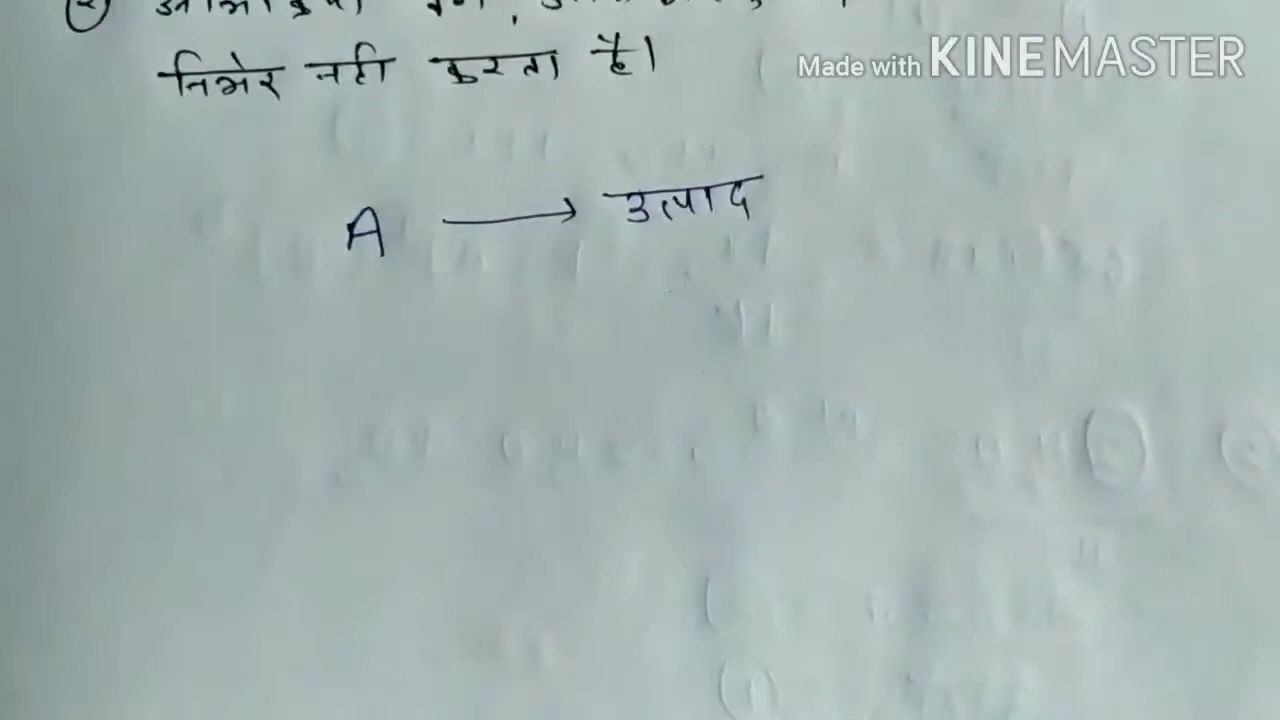 निर्भर नही करता है।
Made with KINEMASTER
A → उत्पाद